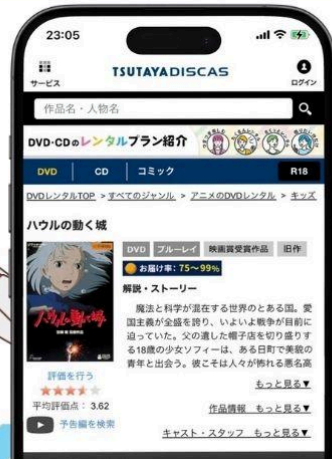 23:05
サービス
TSUTAYADISCAS
ログイン
作品名・人物名
DVD・CDのレンタルプラン紹介
DVD
CD
コミック
R18
DVDレンタルTOP > すべてのジャンル > アニメのDVDレンタル > キッズ
ハウルの動く城
DVD
ブルーレイ
映画賞受賞作品
旧作
お届け率: 75～99%
解説・ストーリー
魔法と科学が混在する世界のとある国。愛
国主義が全盛を誇り、いよいよ戦争が目前に
迫っていた。父の遺した帽子店を切り盛りす
る18歳の少女ソフィーは、ある日町で美貌の
青年と出会う。彼こそは人々が怖れる悪名高
もっと見る▼
ハウルの動く城
評価を行う
平均評価点: 3.62
予告編を検索
作品情報 もっと見る▼
キャスト・スタッフ もっと見る▼